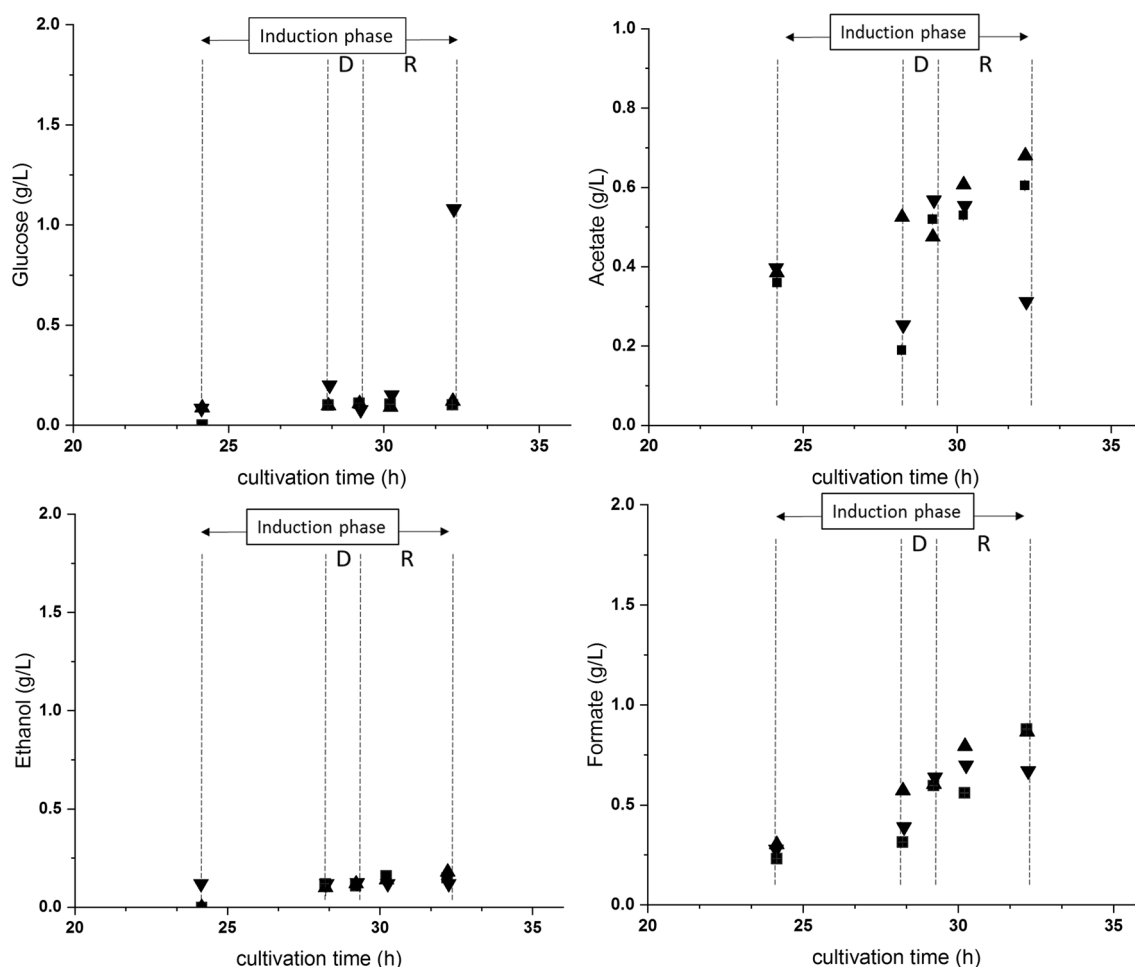 Induction phase
D R
2.0
1.5
1.0
0.5
0.0
Glucose (g/L)
20 25 30 35
cultivation time (h)
Induction phase
D R
1.0
0.8
0.6
0.4
0.2
0.0
Acetate (g/L)
20 25 30 35
cultivation time (h)
Induction phase
D R
2.0
1.5
1.0
0.5
0.0
Ethanol (g/L)
20 25 30 35
cultivation time (h)
Induction phase
D R
2.0
1.5
1.0
0.5
0.0
Formate (g/L)
20 25 30 35
cultivation time (h)